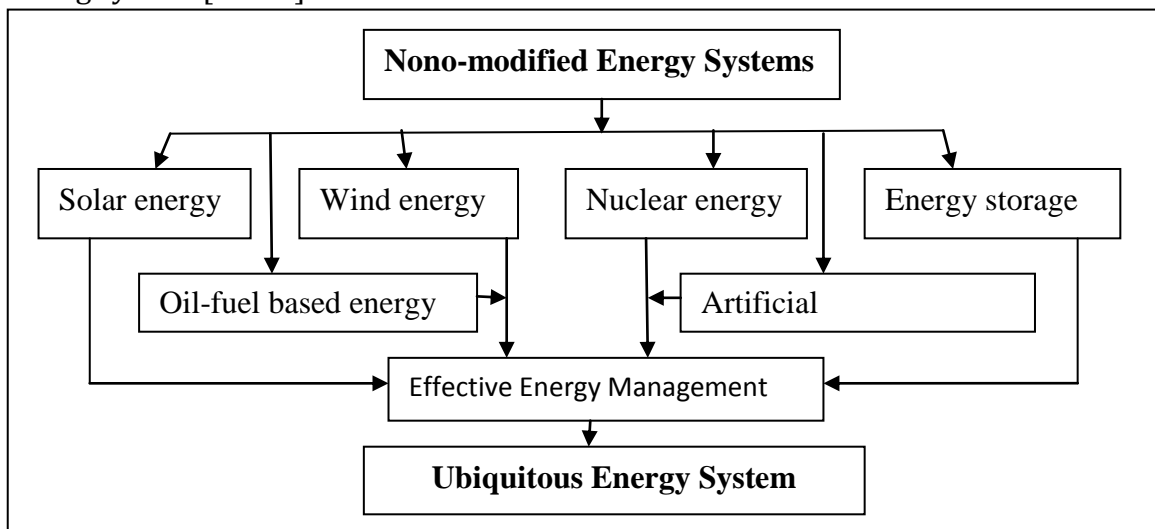 Nono-modified Energy Systems
Solar energy
Wind energy
Nuclear energy
Energy storage
Oil-fuel based energy
Artificial
Effective Energy Management
Ubiquitous Energy System